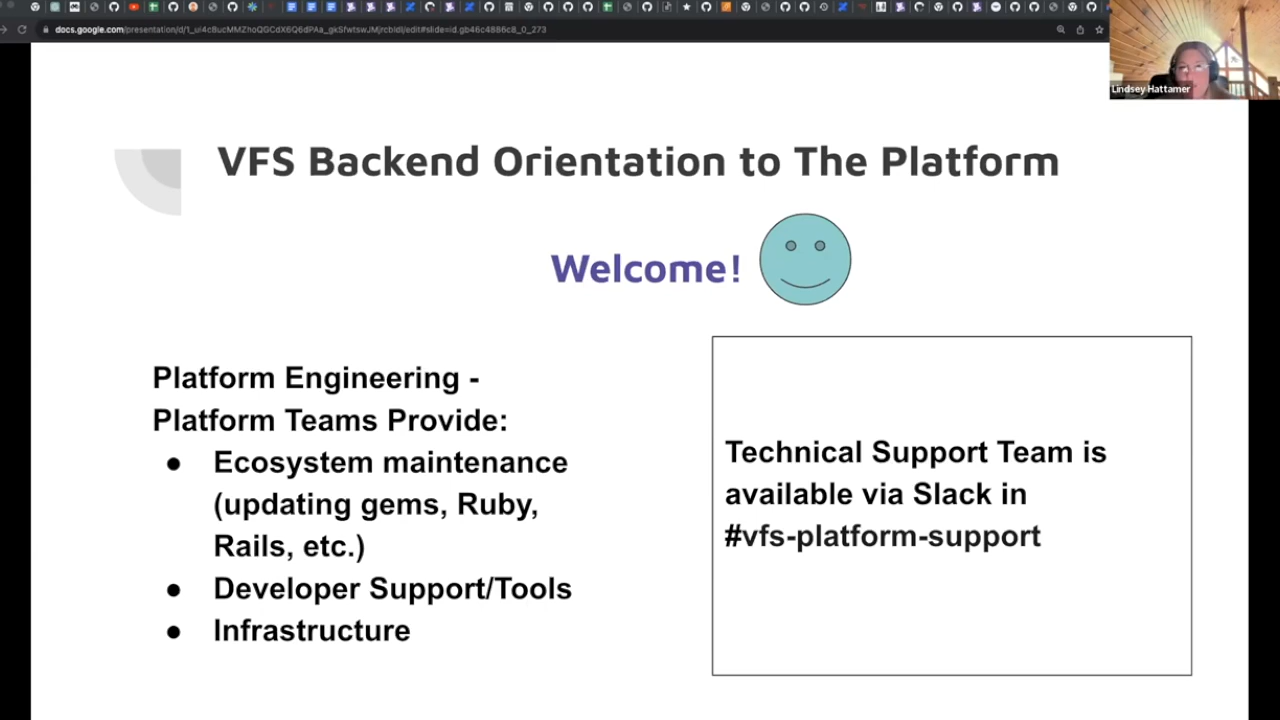 Lindsey Hattamer
VFS Backend Orientation to The Platform
Welcome!
Platform Engineering -
Platform Teams Provide:
● Ecosystem maintenance
(updating gems, Ruby,
Rails, etc.)
● Developer Support/Tools
● Infrastructure
Technical Support Team is
available via Slack in
#vfs-platform-support